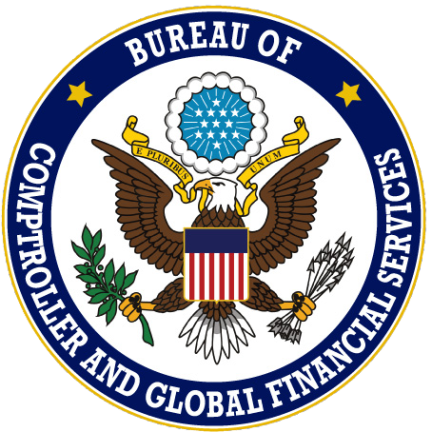 BUREAU OF
COMPTROLLER AND GLOBAL FINANCIAL SERVICES
E PLURIBUS UNUM